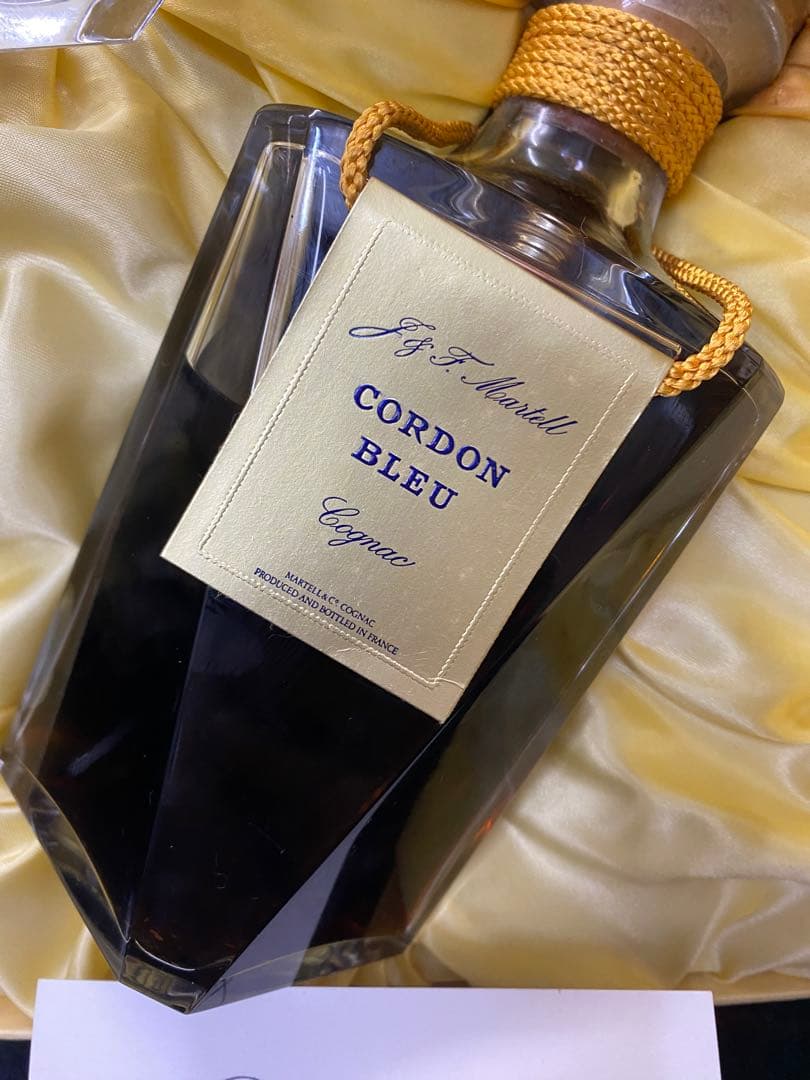 J & F. Martell
CORDON
BLEU
Cognac
MARTELL & Cº COGNAC
PRODUCED AND BOTTLED IN FRANCE